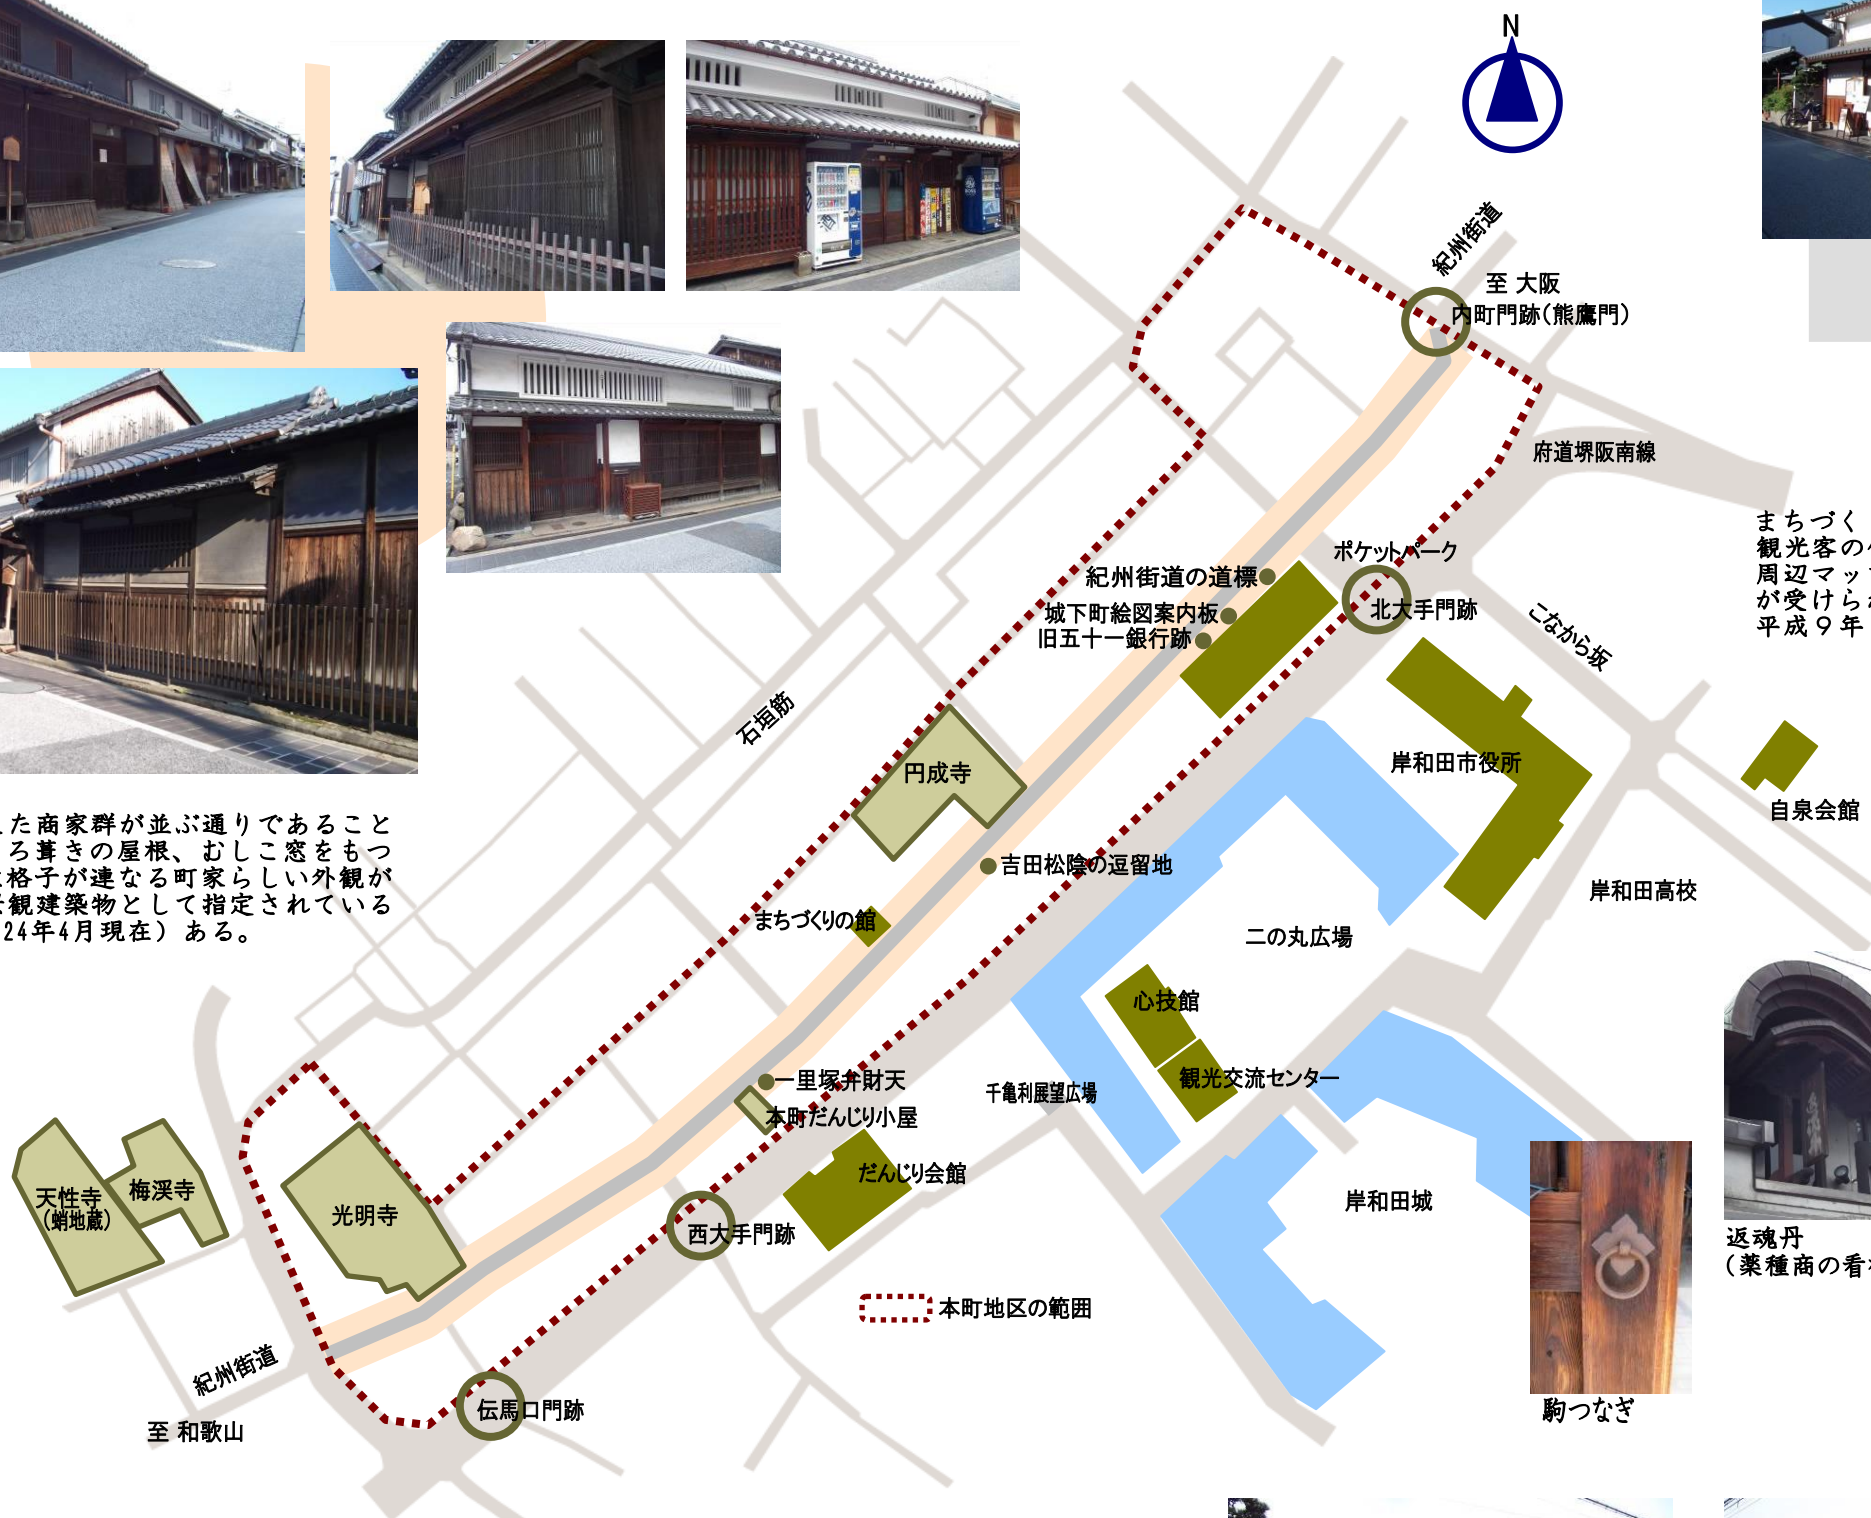 N
紀州街道
至 大阪
内町門跡(熊鷹門)
府道堺阪南線
まちづく
観光客の
周辺マッ
が受けら
平成9年
ポケットパーク
紀州街道の道標
城下町絵図案内板
旧五十一銀行跡
北大手門跡
こなから坂
石垣筋
円成寺
岸和田市役所
自泉会館
た商家群が並ぶ通りであること
ろ葺きの屋根、むしこ窓をもつ
格子が連なる町家らしい外観が
観建築物として指定されている
24年4月現在)ある。
吉田松陰の逗留地
岸和田高校
まちづくりの館
二の丸広場
心技館
観光交流センター
千亀利展望広場
一里塚弁財天
本町だんじり小屋
だんじり会館
天性寺
(蛸地蔵)
梅渓寺
光明寺
西大手門跡
岸和田城
返魂丹
(薬種商の看
本町地区の範囲
紀州街道
至 和歌山
伝馬口門跡
駒つなぎ